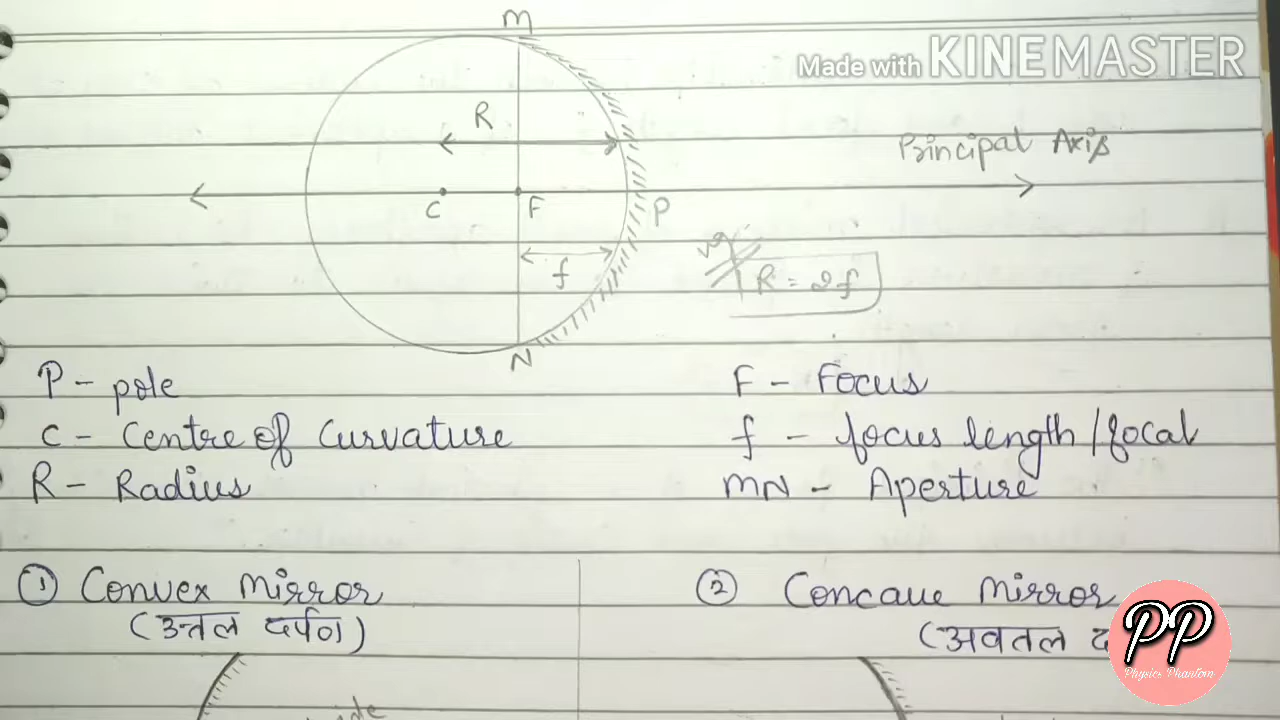 M
Made with KINEMASTER
R
Principal Axis
C F P
f
R = 2f
N
P - pole
F - Focus
C - Centre of Curvature
f - focus length/focal
R - Radius
MN - Aperture
① Convex Mirror
② Concave Mirror
(उत्तल दर्पण)
(अवतल द
PP
Physics Phantom